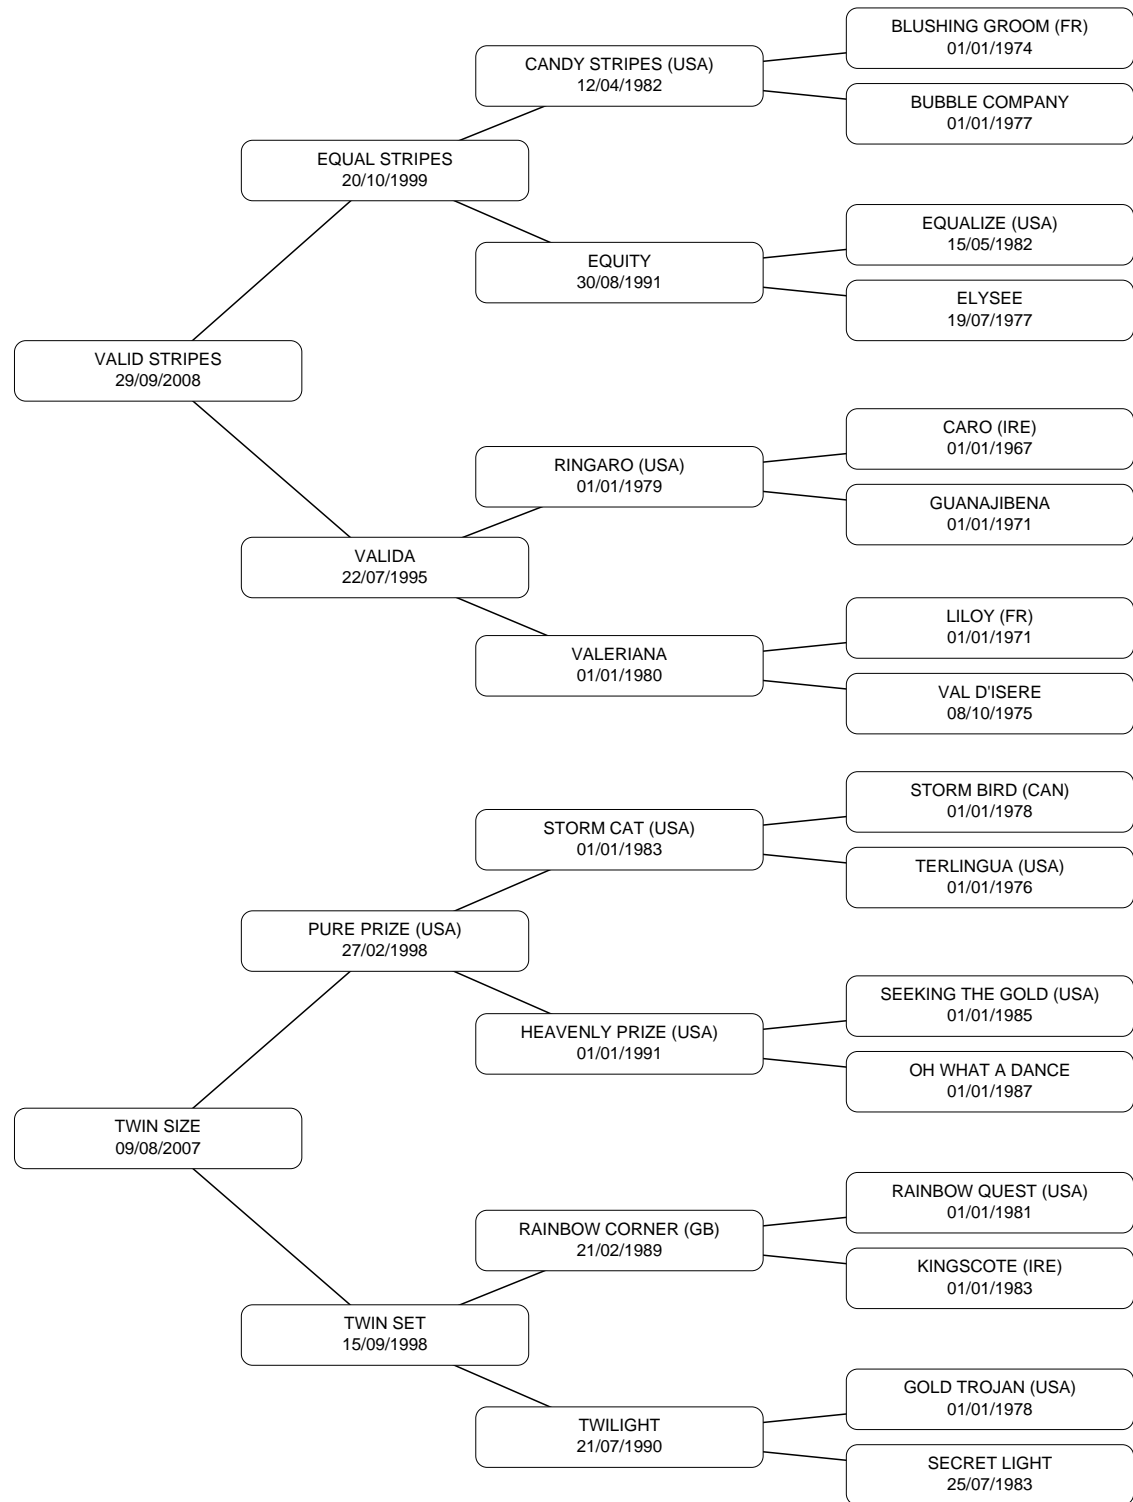 BLUSHING GROOM (FR)
01/01/1974
CANDY STRIPES (USA)
12/04/1982
BUBBLE COMPANY
01/01/1977
EQUAL STRIPES
20/10/1999
EQUALIZE (USA)
15/05/1982
EQUITY
30/08/1991
ELYSEE
19/07/1977
VALID STRIPES
29/09/2008
CARO (IRE)
01/01/1967
RINGARO (USA)
01/01/1979
GUANAJIBENA
01/01/1971
VALIDA
22/07/1995
LILOY (FR)
01/01/1971
VALERIANA
01/01/1980
VAL D'ISERE
08/10/1975
STORM BIRD (CAN)
01/01/1978
STORM CAT (USA)
01/01/1983
TERLINGUA (USA)
01/01/1976
PURE PRIZE (USA)
27/02/1998
SEEKING THE GOLD (USA)
01/01/1985
HEAVENLY PRIZE (USA)
01/01/1991
OH WHAT A DANCE
01/01/1987
TWIN SIZE
09/08/2007
RAINBOW QUEST (USA)
01/01/1981
RAINBOW CORNER (GB)
21/02/1989
KINGSCOTE (IRE)
01/01/1983
TWIN SET
15/09/1998
GOLD TROJAN (USA)
01/01/1978
TWILIGHT
21/07/1990
SECRET LIGHT
25/07/1983